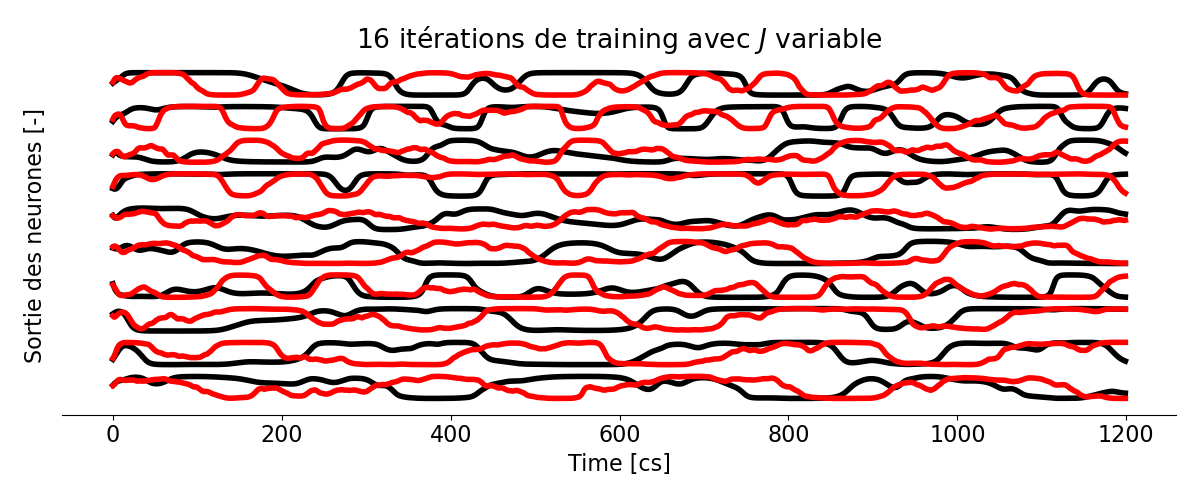 16 itérations de training avec J variable
Sortie des neurones [-]
0 200 400 600 800 1000 1200
Time [cs]